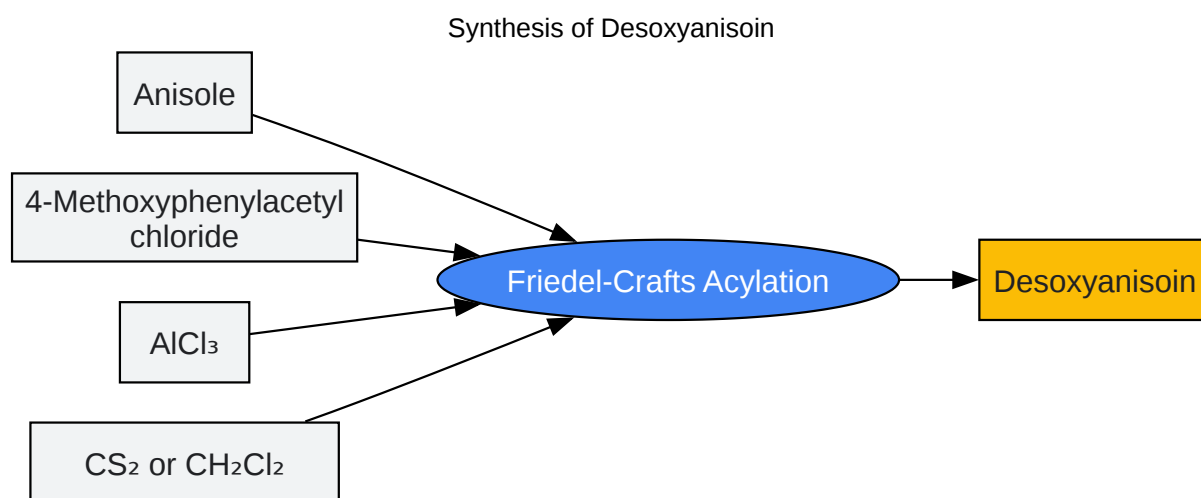 Synthesis of Desoxyanisoin
Anisole
4-Methoxyphenylacetyl
chloride
AlCl₃
CS₂ or CH₂Cl₂
Friedel-Crafts Acylation
Desoxyanisoin